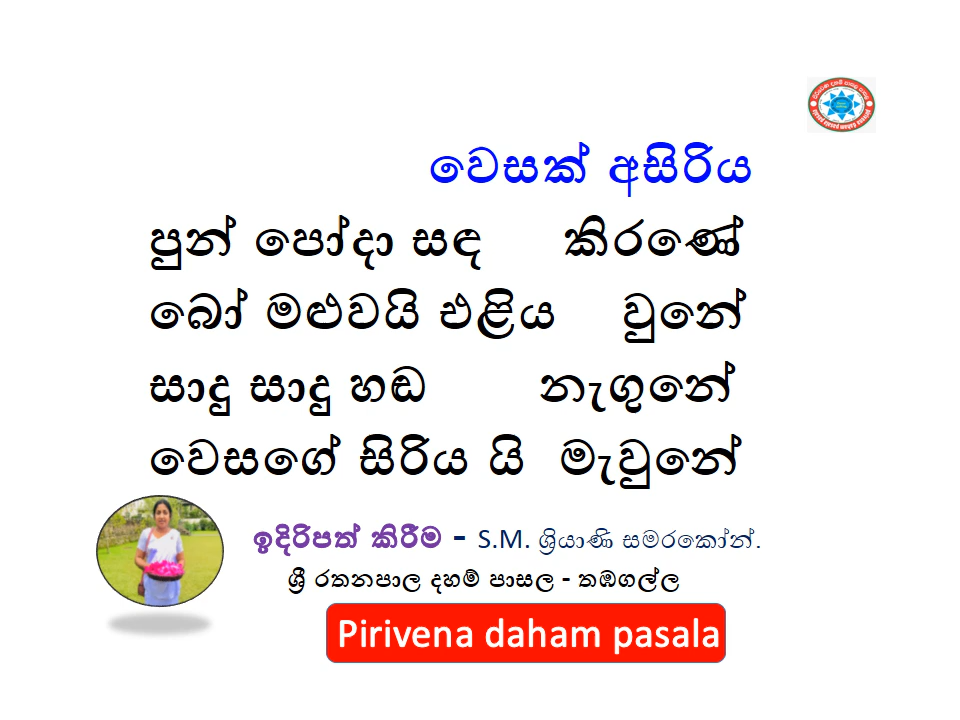 වෙසක් අසිරිය
පුන් පෝදා සඳ කිරණේ
බෝ මළුවයි එළිය වුනේ
සාදු සාදු හඬ නැගුනේ
වෙසගේ සිරිය යි මැවුනේ
ඉදිරිපත් කිරීම - S.M. ශ්‍රියාණි සමරකෝන්.
ශ්‍රී රතනපාල දහම් පාසල - තඹගල්ල
Pirivena daham pasala